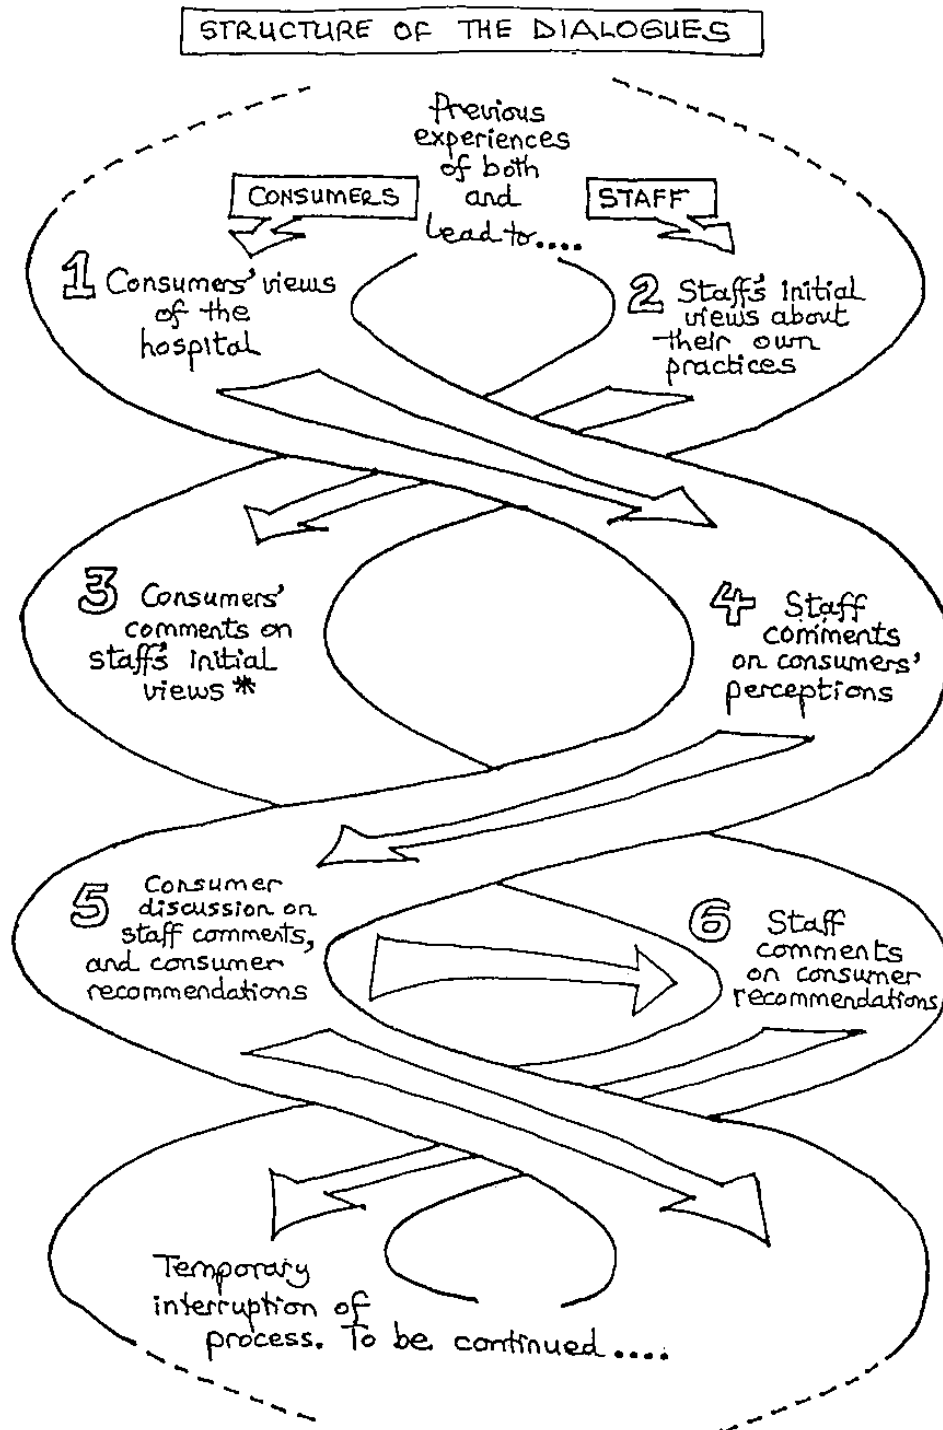 STRUCTURE OF THE DIALOGUES
Previous
experiences
of both
CONSUMERS and STAFF
lead to....
1 Consumers' views
of the
hospital
2 Staff's initial
views about
their own
practices
3 Consumers'
comments on
staff's initial
views *
4 Staff
comments
on consumers'
perceptions
5 Consumer
discussion on
staff comments,
and consumer
recommendations
6 Staff
comments
on consumer
recommendations
Temporary
interruption of
process. To be continued....